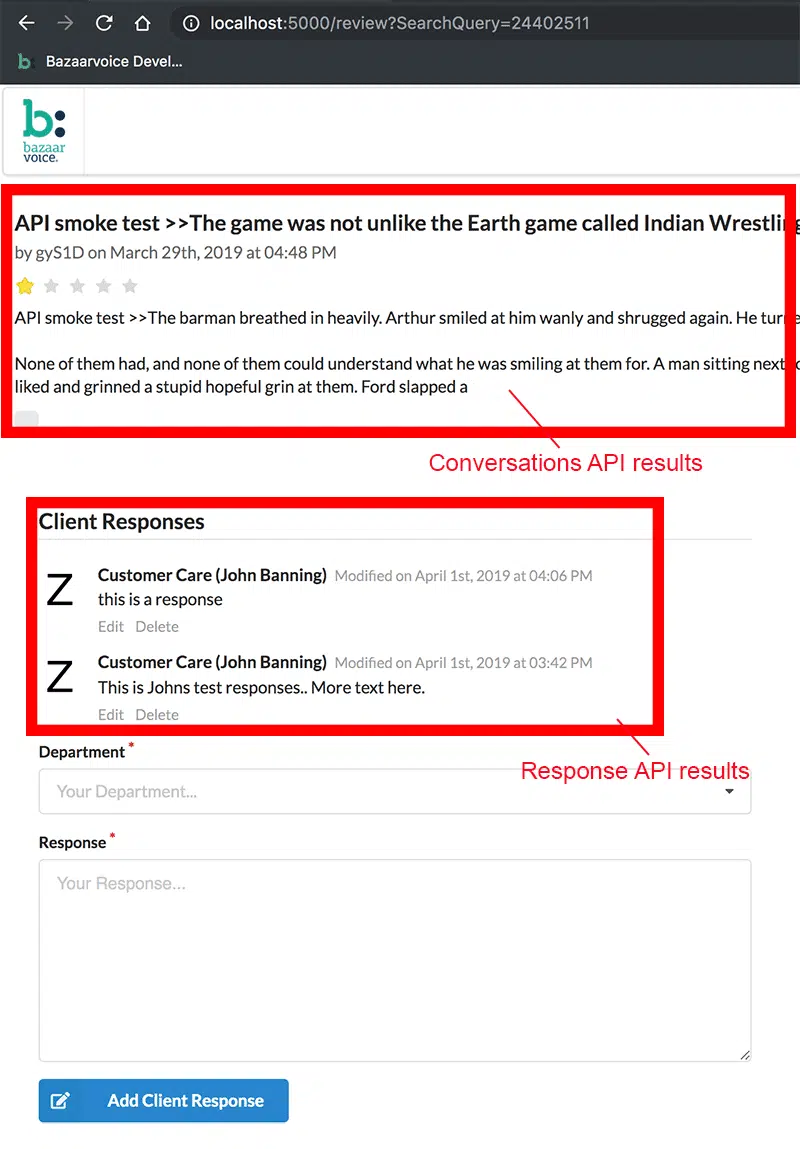 localhost:5000/review?SearchQuery=24402511
Bazaarvoice Devel...
b:
bazaar
voice.
API smoke test >>The game was not unlike the Earth game called Indian Wrestling
by gyS1D on March 29th, 2019 at 04:48 PM
API smoke test >>The barman breathed in heavily. Arthur smiled at him wanly and shrugged again. He
None of them had, and none of them could understand what he was smiling at them for. A man sitting next
liked and grinned a stupid hopeful grin at them. Ford slapped a
Conversations API results
Client Responses
Z
Customer Care (John Banning) Modified on April 1st, 2019 at 04:06 PM
this is a response
Edit Delete
Z
Customer Care (John Banning) Modified on April 1st, 2019 at 03:42 PM
This is Johns test responses.. More text here.
Edit Delete
Department *
Response API results
Your Department...
Response *
Your Response...
Add Client Response